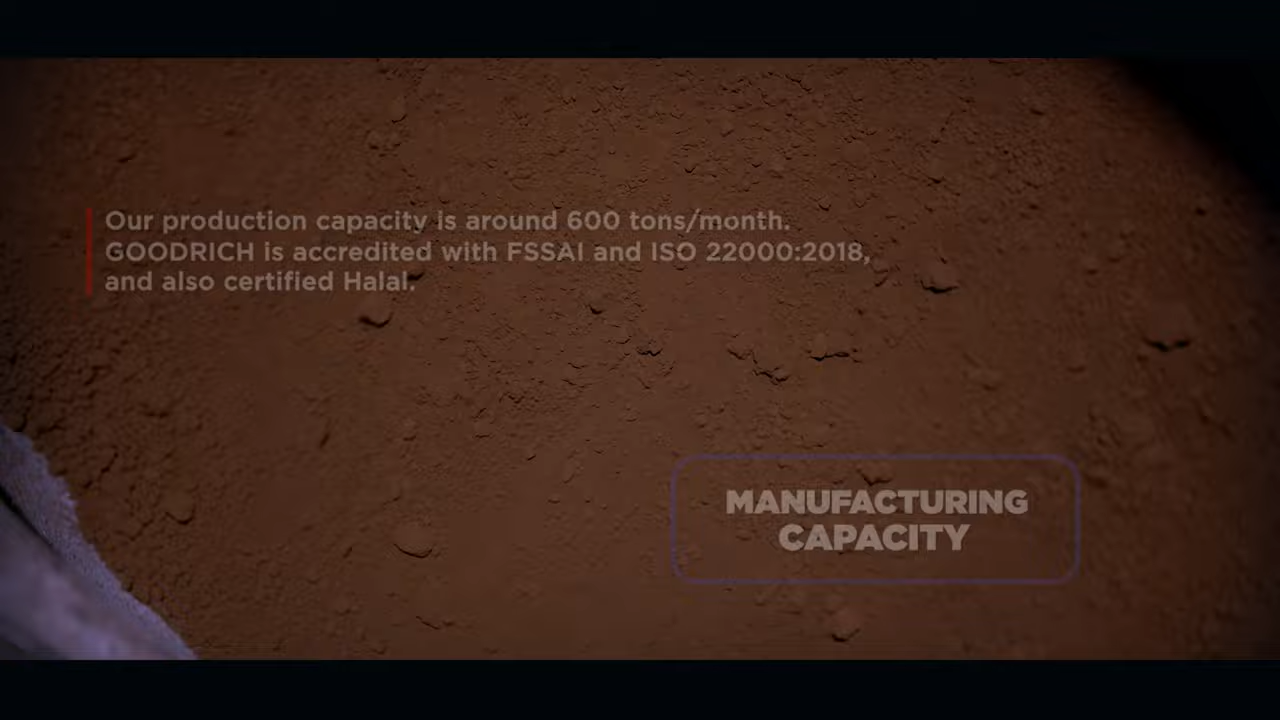 Our production capacity is around 600 tons/month.
GOODRICH is accredited with FSSAI and ISO 22000:2018,
and also certified Halal.
MANUFACTURING
CAPACITY